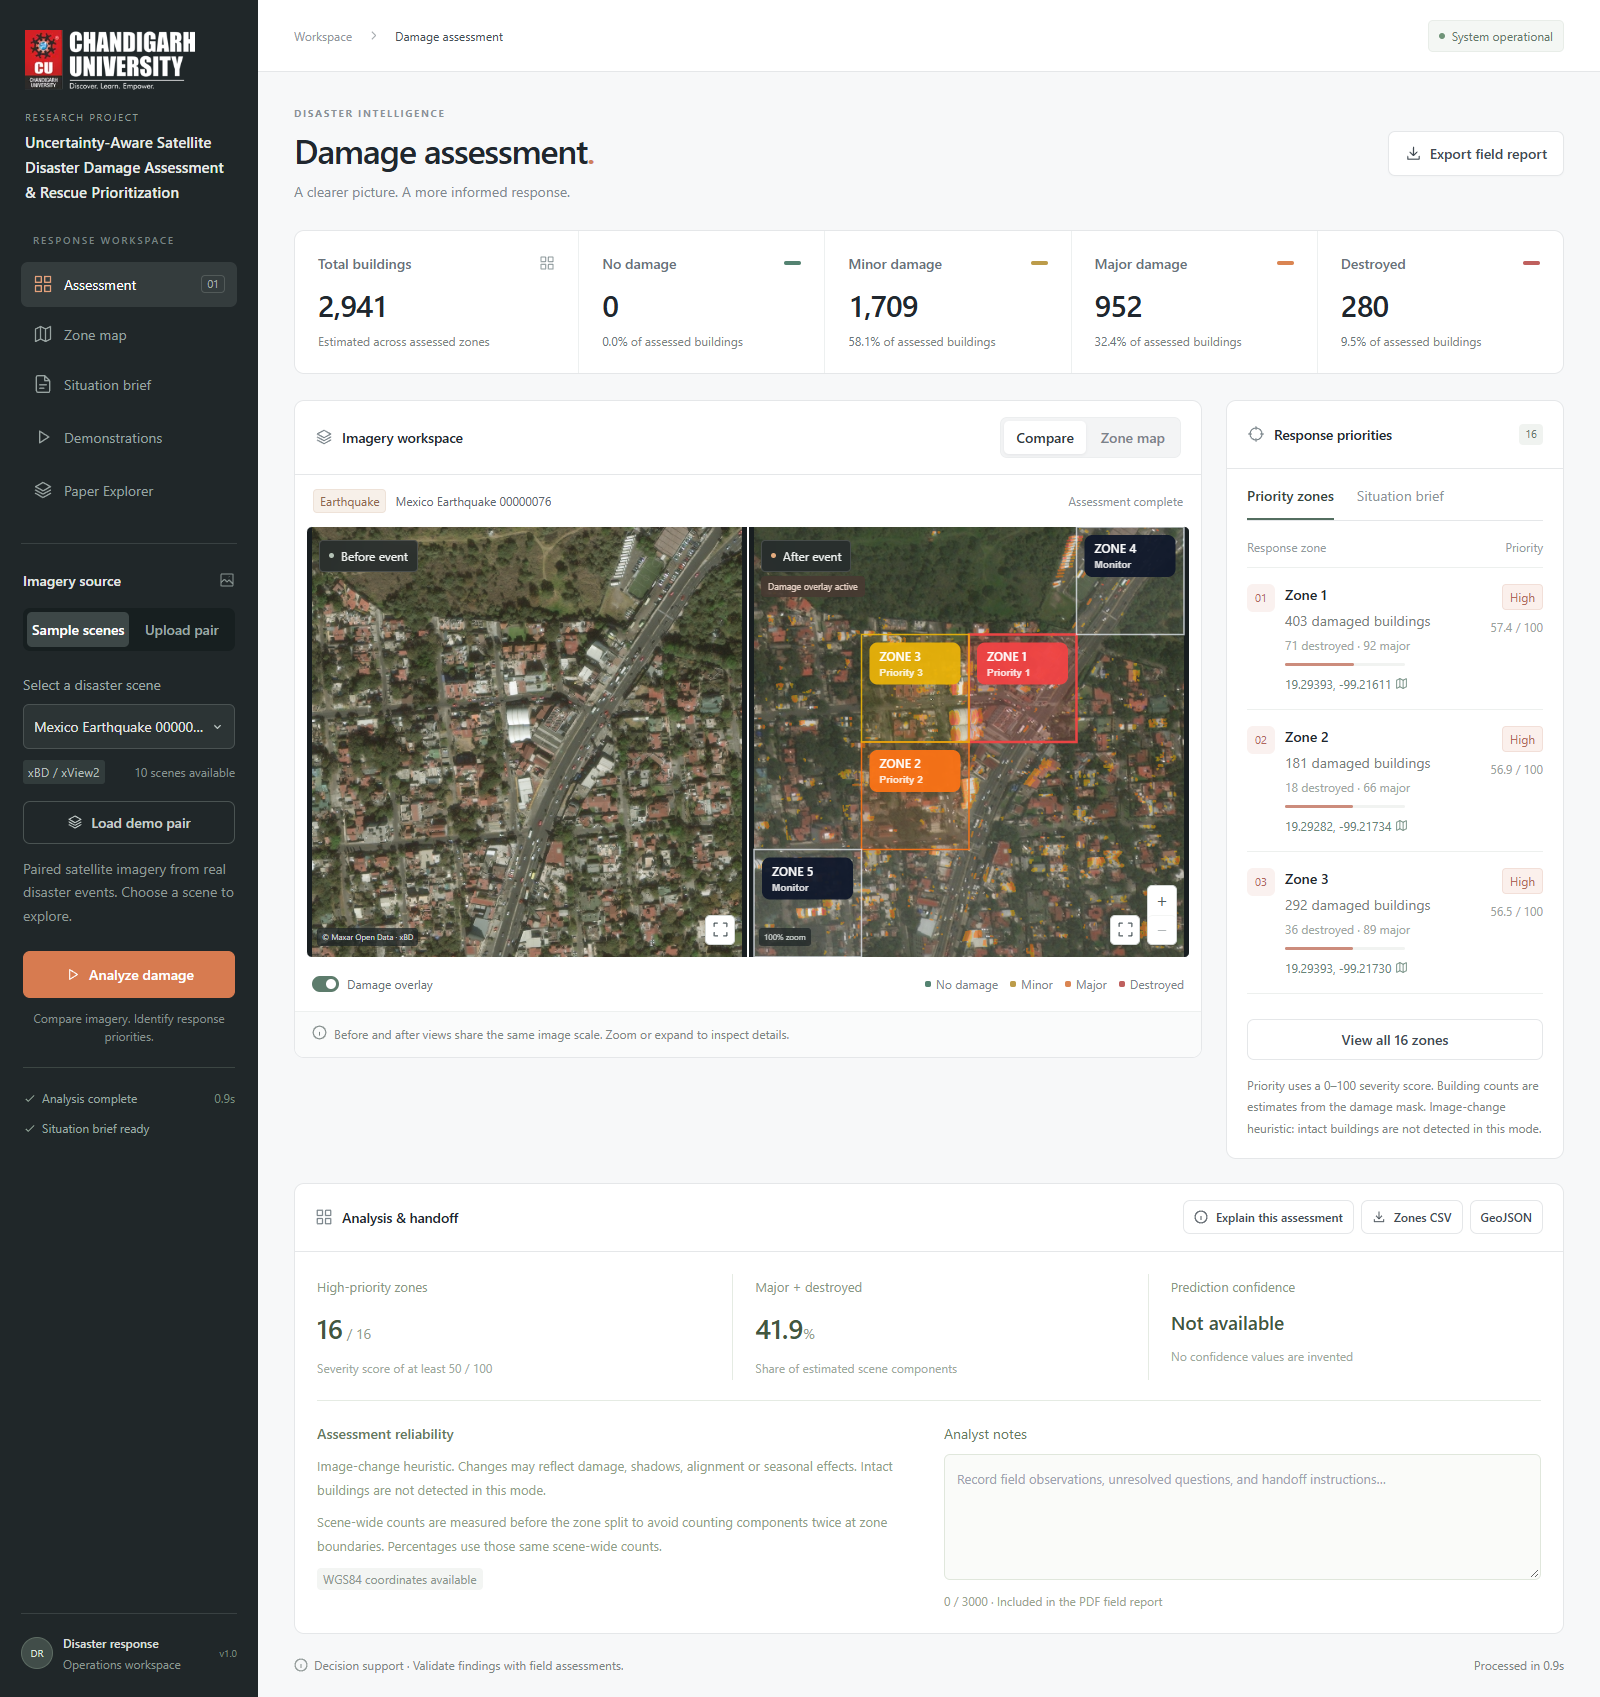 CHANDIGARH
UNIVERSITY
Discover. Learn. Empower.
CU
CHANDIGARH
UNIVERSITY
RESEARCH PROJECT
Uncertainty-Aware Satellite
Disaster Damage Assessment
& Rescue Prioritization
RESPONSE WORKSPACE
Assessment 01
Zone map
Situation brief
Demonstrations
Paper Explorer
Imagery source
Sample scenes Upload pair
Select a disaster scene
Mexico Earthquake 00000...
xBD / xView2 10 scenes available
Load demo pair
Paired satellite imagery from real
disaster events. Choose a scene to
explore.
Analyze damage
Compare imagery. Identify response
priorities.
Analysis complete 0.9s
Situation brief ready
DR
Disaster response
Operations workspace
v1.0
Workspace Damage assessment
System operational
DISASTER INTELLIGENCE
Damage assessment.
A clearer picture. A more informed response.
Export field report
Total buildings
2,941
Estimated across assessed zones
No damage
0
0.0% of assessed buildings
Minor damage
1,709
58.1% of assessed buildings
Major damage
952
32.4% of assessed buildings
Destroyed
280
9.5% of assessed buildings
Imagery workspace
Compare Zone map
Earthquake Mexico Earthquake 00000076 Assessment complete
Before event
© Maxar Open Data · xBD
After event
Damage overlay active
ZONE 4
Monitor
ZONE 3
Priority 3
ZONE 1
Priority 1
ZONE 2
Priority 2
ZONE 5
Monitor
100% zoom
+
−
Damage overlay
No damage Minor Major Destroyed
Before and after views share the same image scale. Zoom or expand to inspect details.
Response priorities 16
Priority zones Situation brief
Response zone Priority
01 Zone 1 High
403 damaged buildings 57.4 / 100
71 destroyed · 92 major
19.29393, -99.21611
02 Zone 2 High
181 damaged buildings 56.9 / 100
18 destroyed · 66 major
19.29282, -99.21734
03 Zone 3 High
292 damaged buildings 56.5 / 100
36 destroyed · 89 major
19.29393, -99.21730
View all 16 zones
Priority uses a 0–100 severity score. Building counts are
estimates from the damage mask. Image-change
heuristic: intact buildings are not detected in this mode.
Analysis & handoff
Explain this assessment Zones CSV GeoJSON
High-priority zones
16 / 16
Severity score of at least 50 / 100
Major + destroyed
41.9%
Share of estimated scene components
Prediction confidence
Not available
No confidence values are invented
Assessment reliability
Image-change heuristic. Changes may reflect damage, shadows, alignment or seasonal effects. Intact
buildings are not detected in this mode.
Scene-wide counts are measured before the zone split to avoid counting components twice at zone
boundaries. Percentages use those same scene-wide counts.
WGS84 coordinates available
Analyst notes
Record field observations, unresolved questions, and handoff instructions...
0 / 3000 · Included in the PDF field report
Decision support · Validate findings with field assessments.
Processed in 0.9s